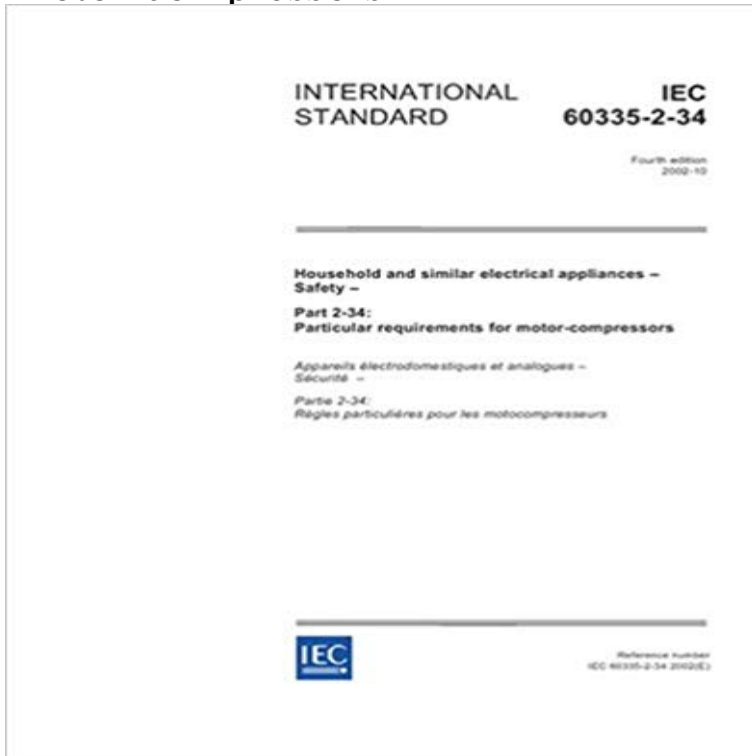 INTERNATIONAL
STANDARD
IEC
60335-2-34
Fourth edition
2002-10
Household and similar electrical appliances –
Safety –
Part 2-34:
Particular requirements for motor-compressors
Appareils électrodomestiques et analogues –
Sécurité –
Partie 2-34:
Règles particulières pour les motocompresseurs
IEC
Reference number
IEC 60335-2-34:2002(E)